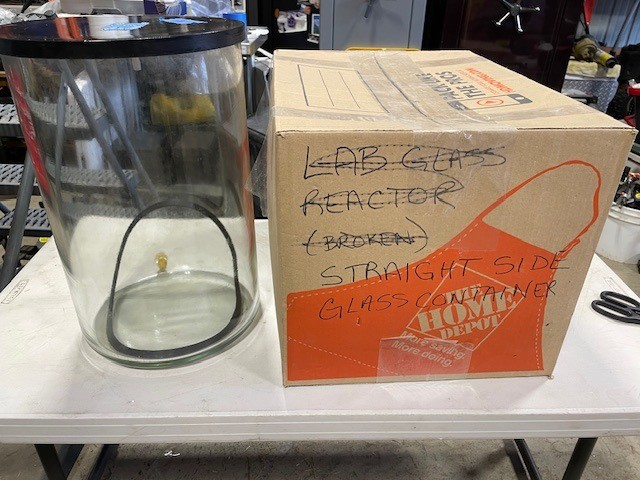 LAB GLASS
REACTOR
(BROKEN)
STRAIGHT SIDE
GLASS CONTAINER
THE
HOME
DEPOT
More saving.
More doing.